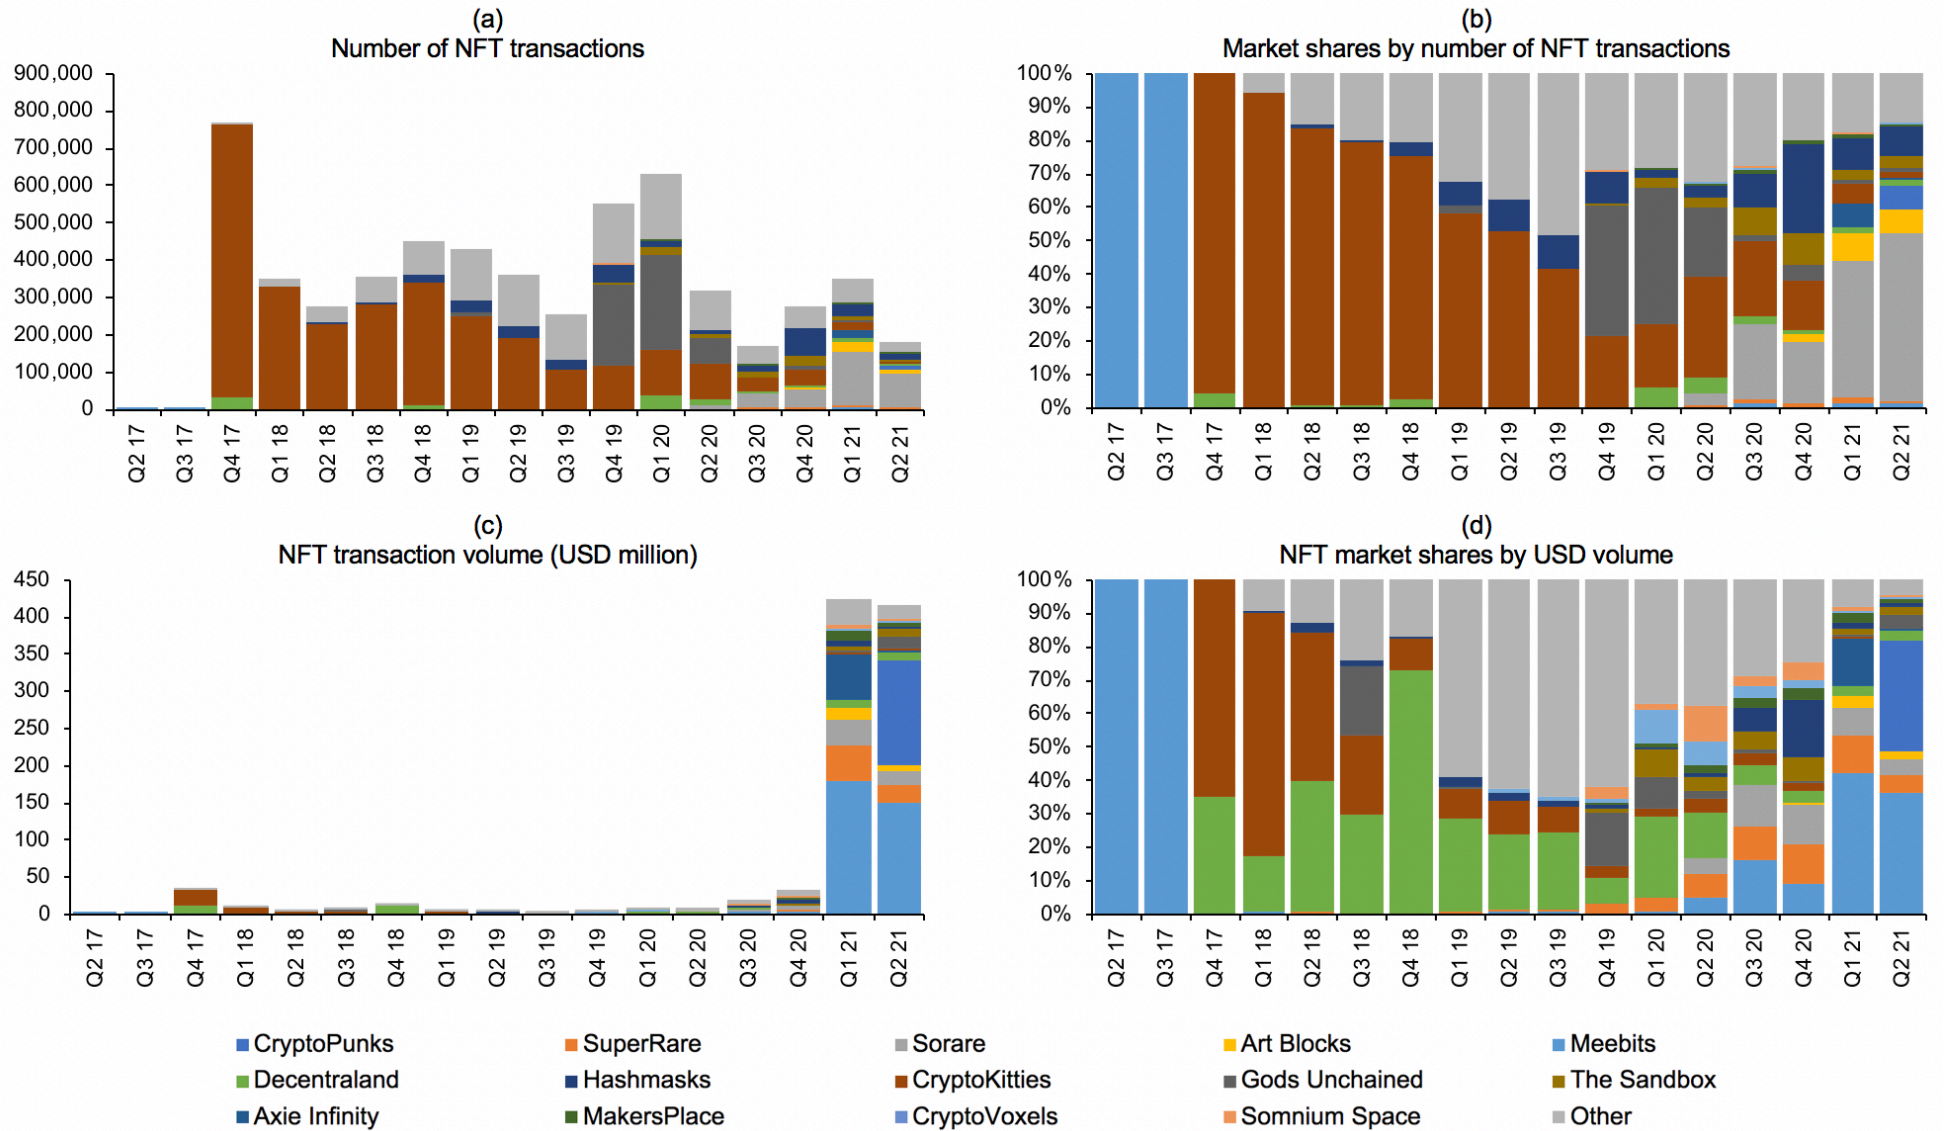 (a)
Number of NFT transactions
900,000
800,000
700,000
600,000
500,000
400,000
300,000
200,000
100,000
0
Q2 17 Q3 17 Q4 17 Q1 18 Q2 18 Q3 18 Q4 18 Q1 19 Q2 19 Q3 19 Q4 19 Q1 20 Q2 20 Q3 20 Q4 20 Q1 21 Q2 21
(b)
Market shares by number of NFT transactions
100%
90%
80%
70%
60%
50%
40%
30%
20%
10%
0%
Q2 17 Q3 17 Q4 17 Q1 18 Q2 18 Q3 18 Q4 18 Q1 19 Q2 19 Q3 19 Q4 19 Q1 20 Q2 20 Q3 20 Q4 20 Q1 21 Q2 21
(c)
NFT transaction volume (USD million)
450
400
350
300
250
200
150
100
50
0
Q2 17 Q3 17 Q4 17 Q1 18 Q2 18 Q3 18 Q4 18 Q1 19 Q2 19 Q3 19 Q4 19 Q1 20 Q2 20 Q3 20 Q4 20 Q1 21 Q2 21
(d)
NFT market shares by USD volume
100%
90%
80%
70%
60%
50%
40%
30%
20%
10%
0%
Q2 17 Q3 17 Q4 17 Q1 18 Q2 18 Q3 18 Q4 18 Q1 19 Q2 19 Q3 19 Q4 19 Q1 20 Q2 20 Q3 20 Q4 20 Q1 21 Q2 21
CryptoPunks SuperRare Sorare Art Blocks Meebits
Decentraland Hashmasks CryptoKitties Gods Unchained The Sandbox
Axie Infinity MakersPlace CryptoVoxels Somnium Space Other